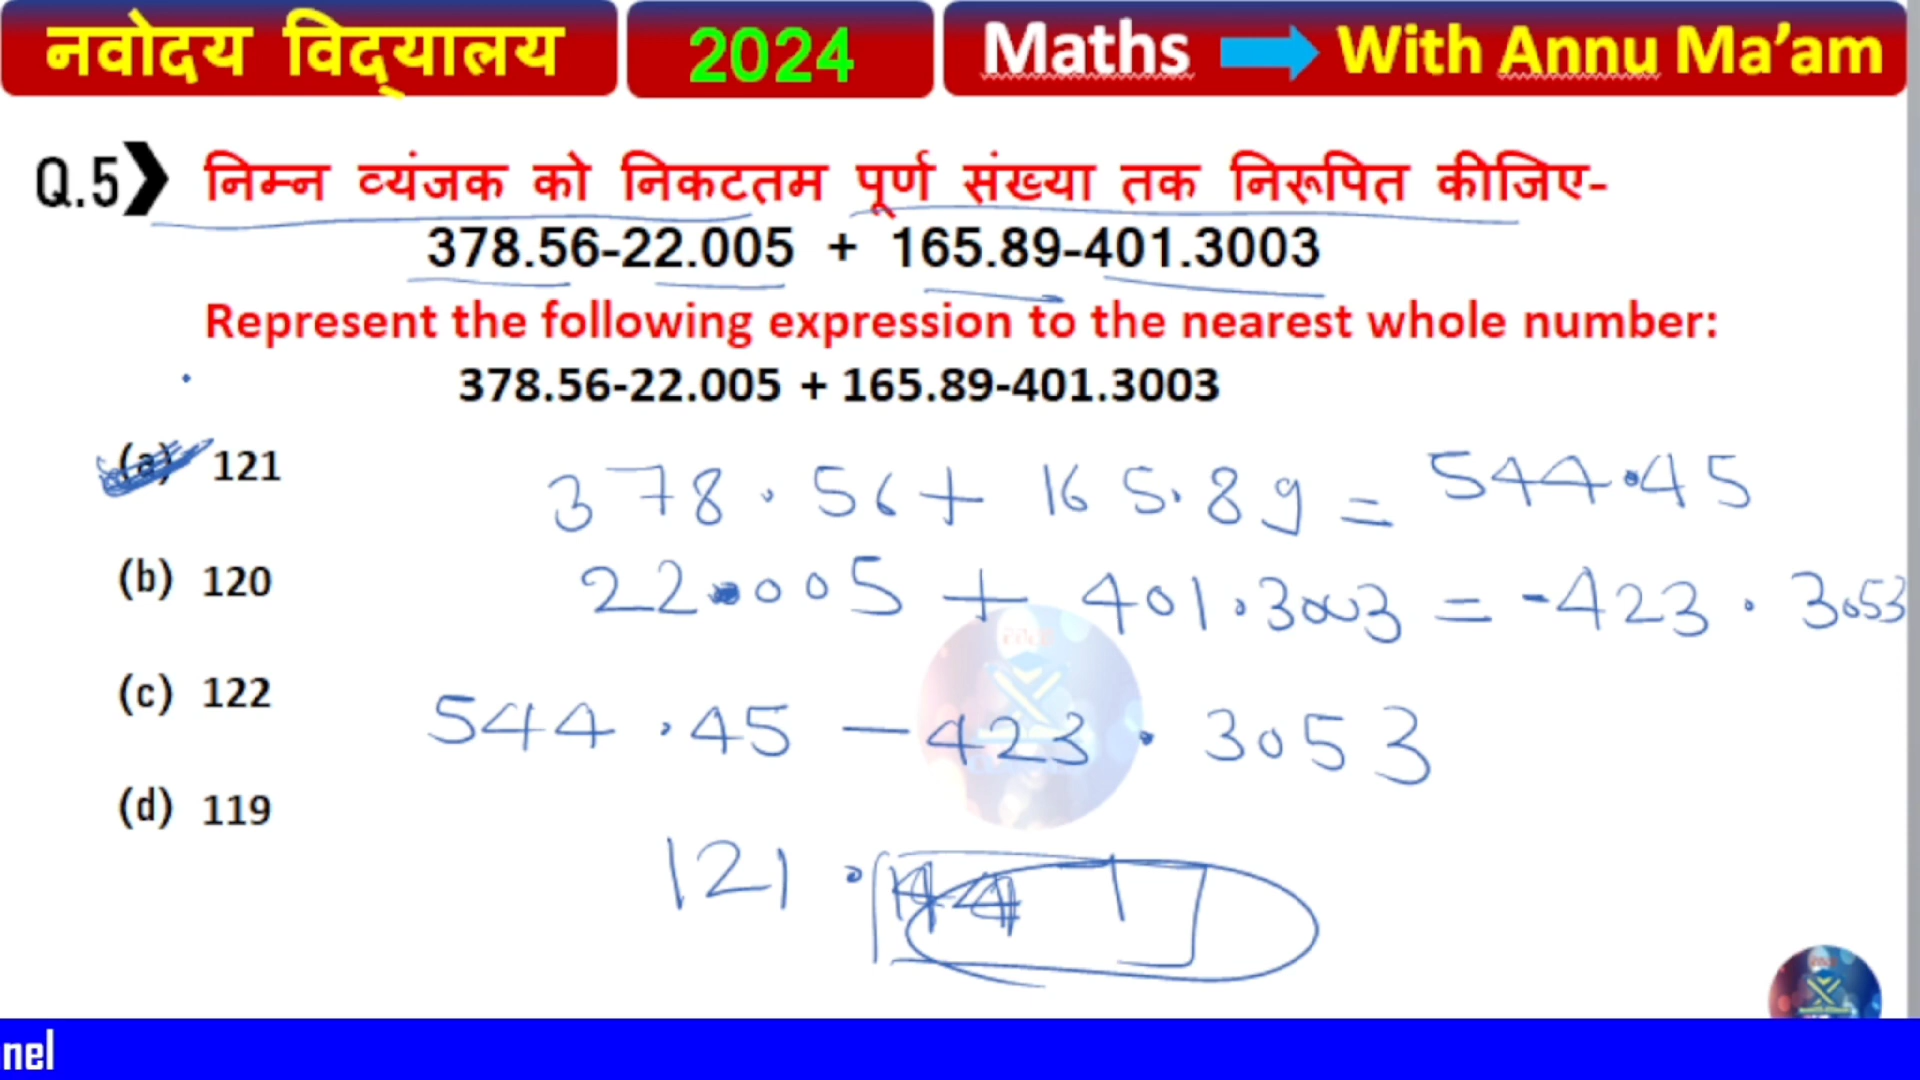 नवोदय विद्यालय 2024 Maths With Annu Ma'am
Q.5 निम्न व्यंजक को निकटतम पूर्ण संख्या तक निरूपित कीजिए-
378.56-22.005 + 165.89-401.3003
Represent the following expression to the nearest whole number:
378.56-22.005 + 165.89-401.3003
(a) 121
378.56 + 165.89 = 544.45
(b) 120
22.005 + 401.3003 = -423.3053
(c) 122
544.45 - 423.3053
(d) 119
121.
nel